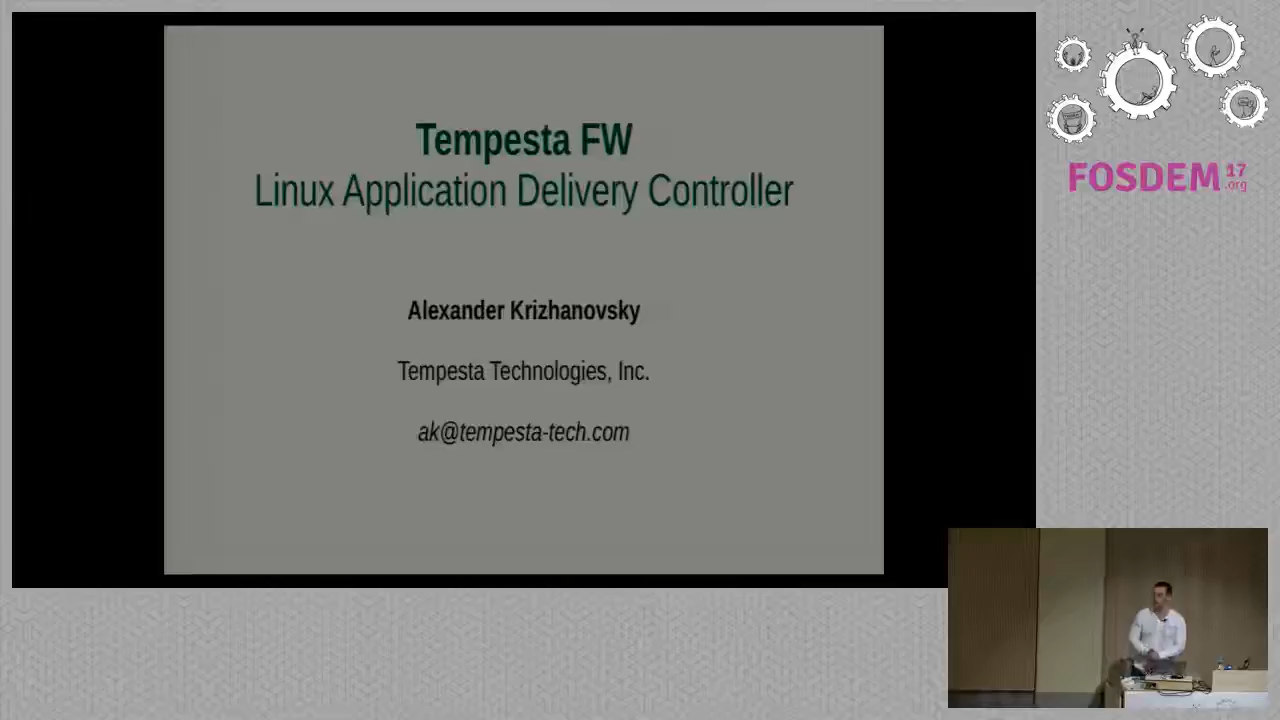 Tempesta FW
Linux Application Delivery Controller
Alexander Krizhanovsky
Tempesta Technologies, Inc.
ak@tempesta-tech.com
FOSDEM 17
.org